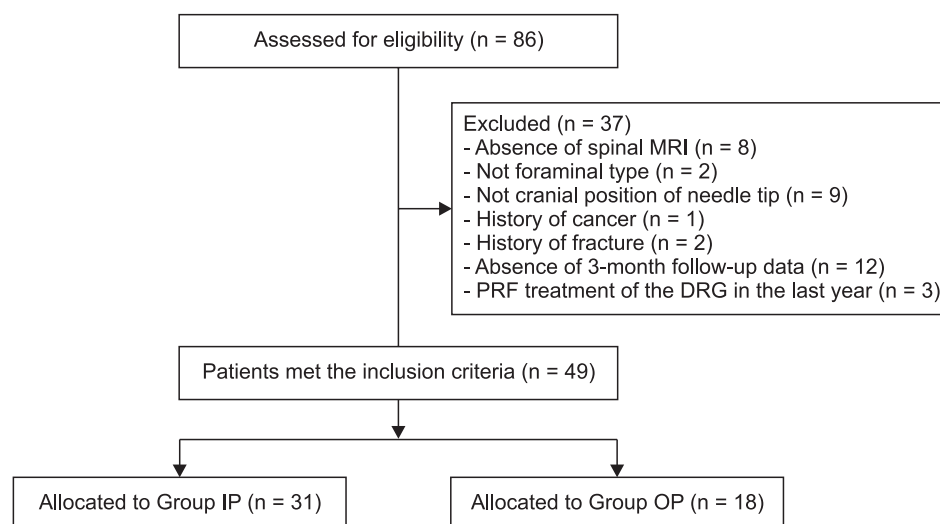 Assessed for eligibility (n = 86)
Excluded (n = 37)
- Absence of spinal MRI (n = 8)
- Not foraminal type (n = 2)
- Not cranial position of needle tip (n = 9)
- History of cancer (n = 1)
- History of fracture (n = 2)
- Absence of 3-month follow-up data (n = 12)
- PRF treatment of the DRG in the last year (n = 3)
Patients met the inclusion criteria (n = 49)
Allocated to Group IP (n = 31)
Allocated to Group OP (n = 18)